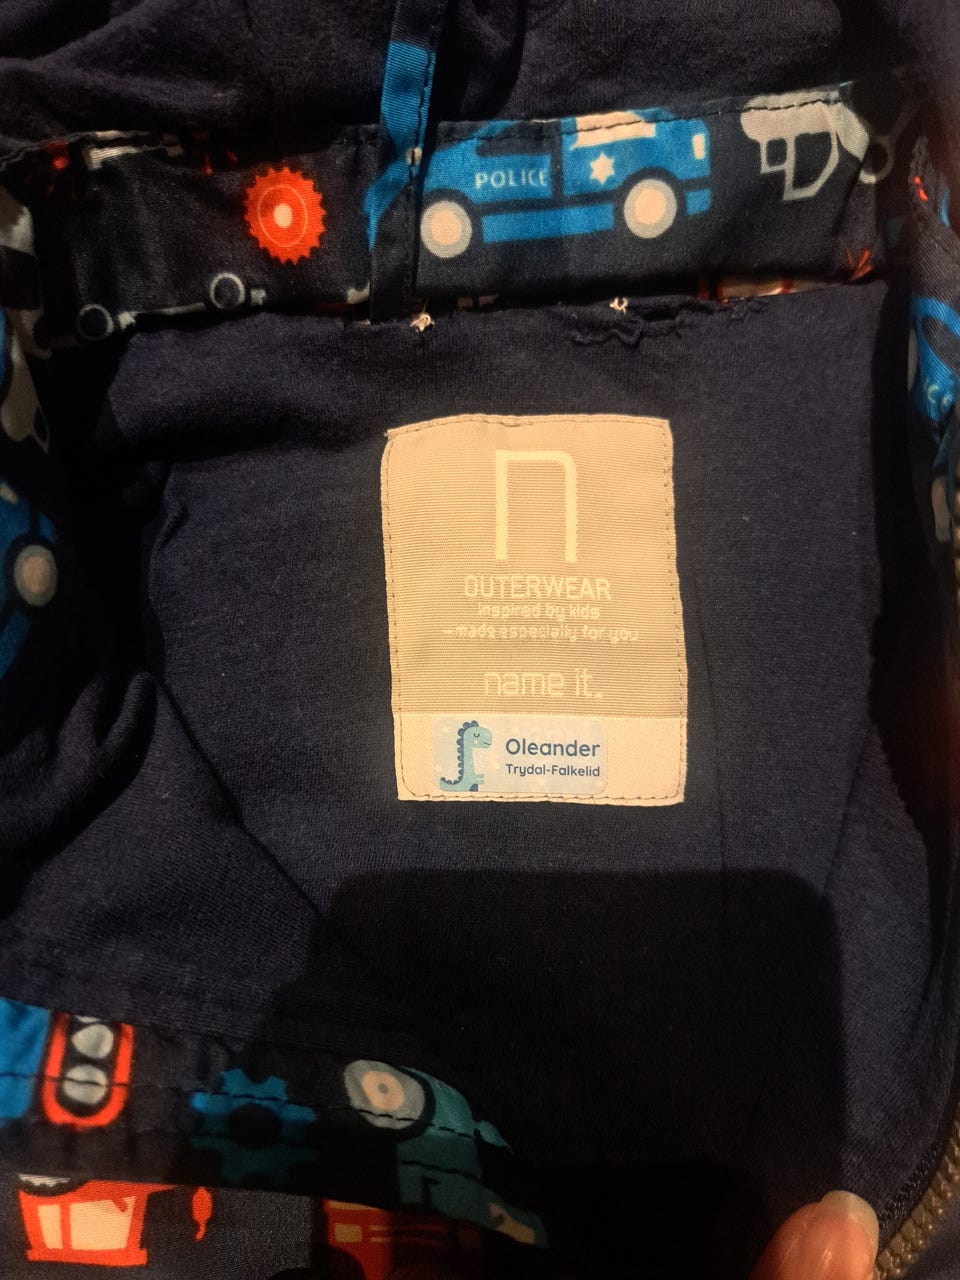 POLICE
n
OUTERWEAR
inspired by kids
made especially for you
name it.
Oleander
Trydal-Falkelid